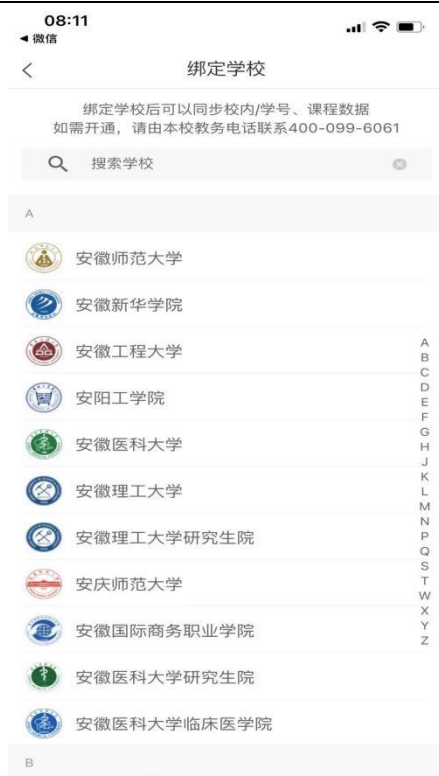 08:11
◀ 微信
绑定学校
绑定学校后可以同步校内/学号、课程数据
如需开通，请由本校教务电话联系400-099-6061
搜索学校
A
安徽师范大学
安徽新华学院
安徽工程大学
安阳工学院
安徽医科大学
安徽理工大学
安徽理工大学研究生院
安庆师范大学
安徽国际商务职业学院
安徽医科大学研究生院
安徽医科大学临床医学院
B
A
B
C
D
E
F
G
H
J
K
L
M
N
P
Q
S
T
W
X
Y
Z